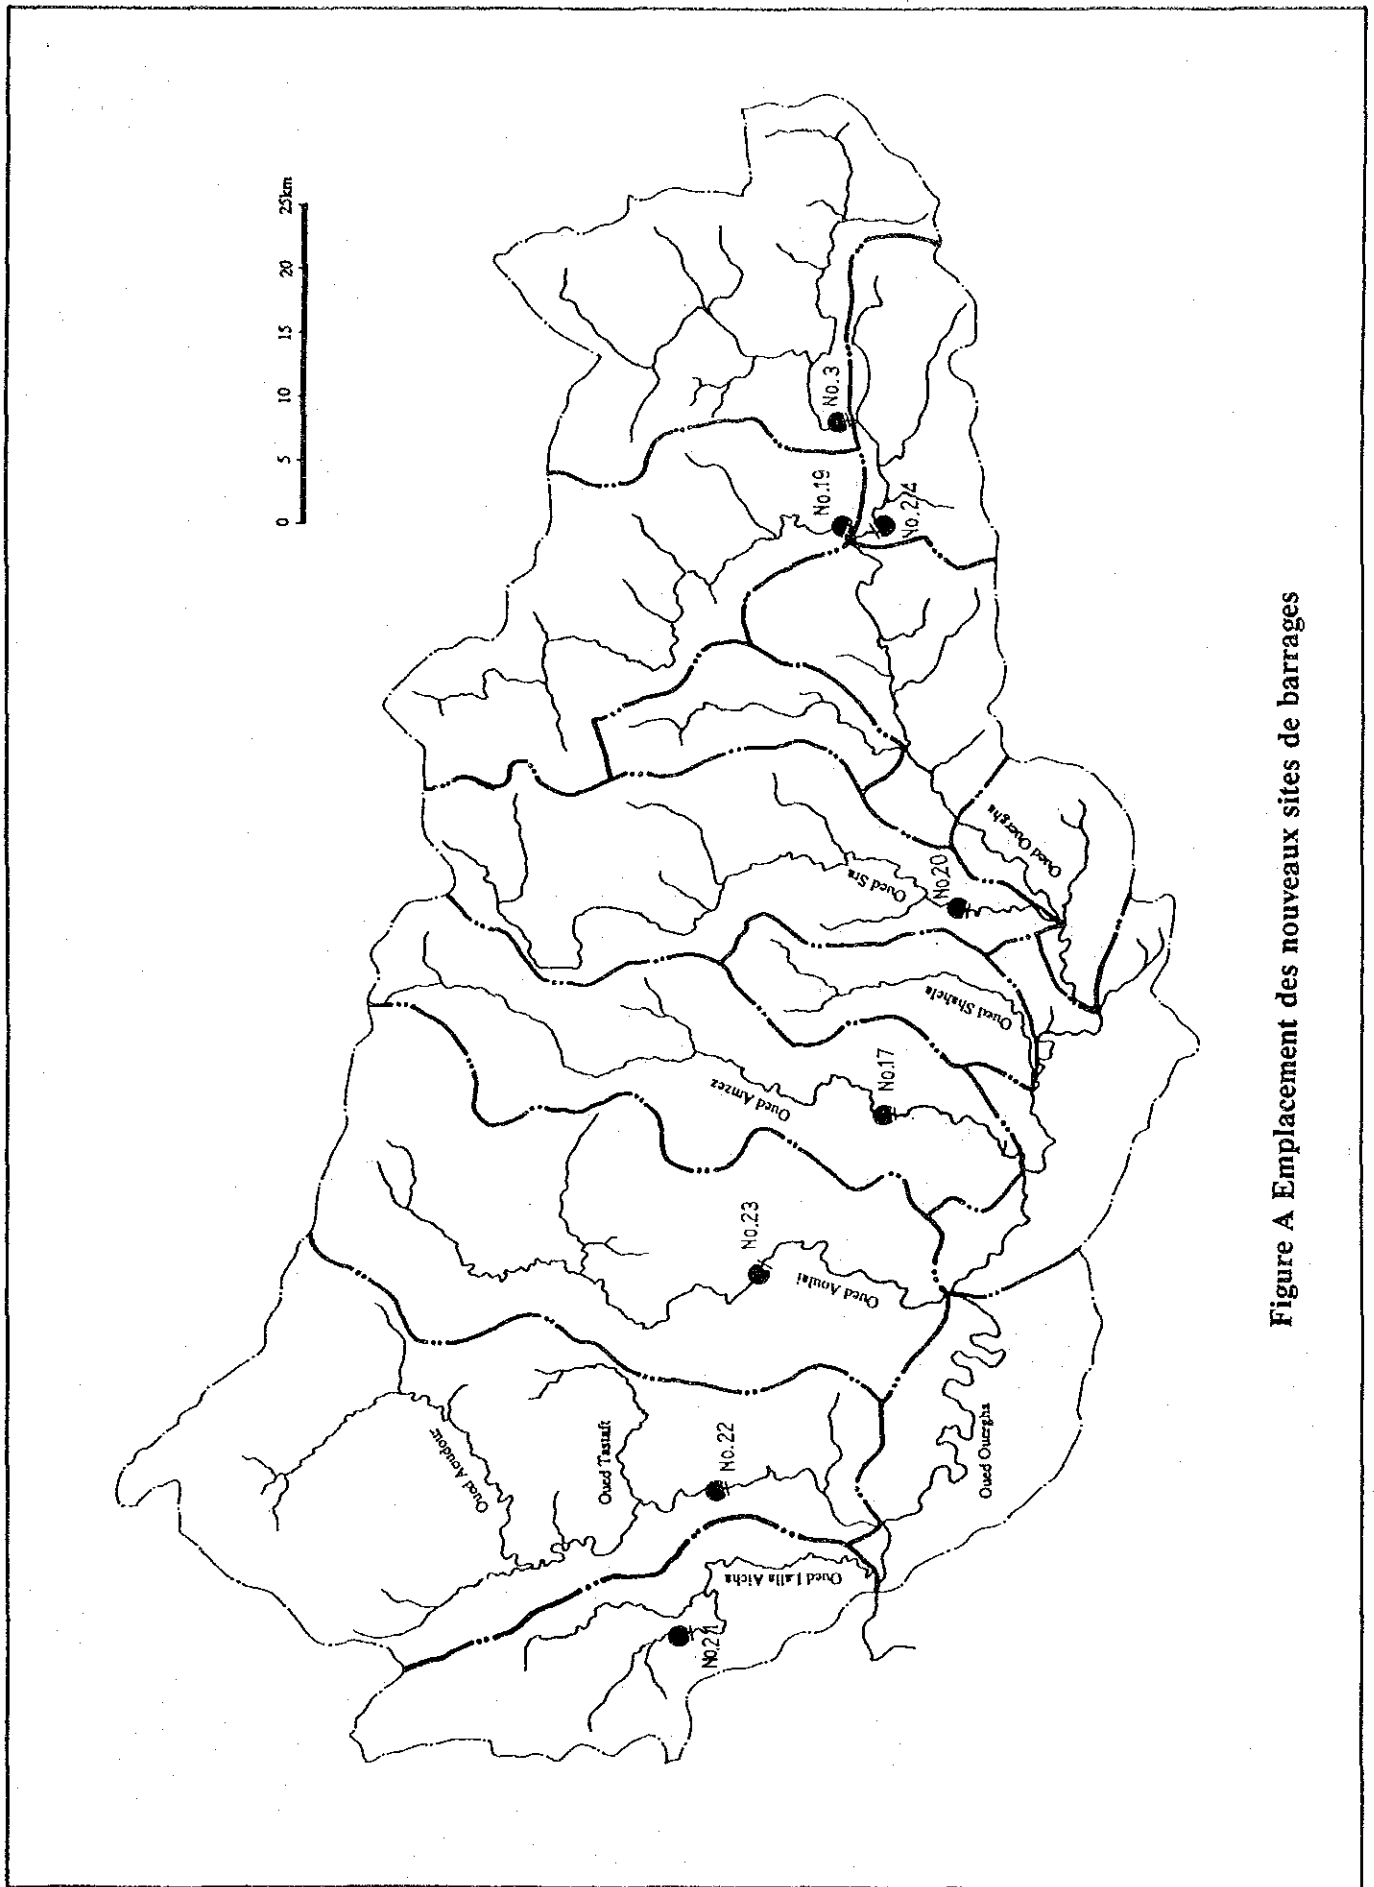 0 5 10 15 20 25km
No.3
No.19
No.24
Oued Ouergha
No.20
Oued Sra
Oued Shahela
No.17
Oued Amzez
No.23
Oued Aoulai
Oued Ouergha
No.22
Oued Tastaft
Oued Aoudour
Oued Lalla Aicha
No.21
Figure A Emplacement des nouveaux sites de barrages